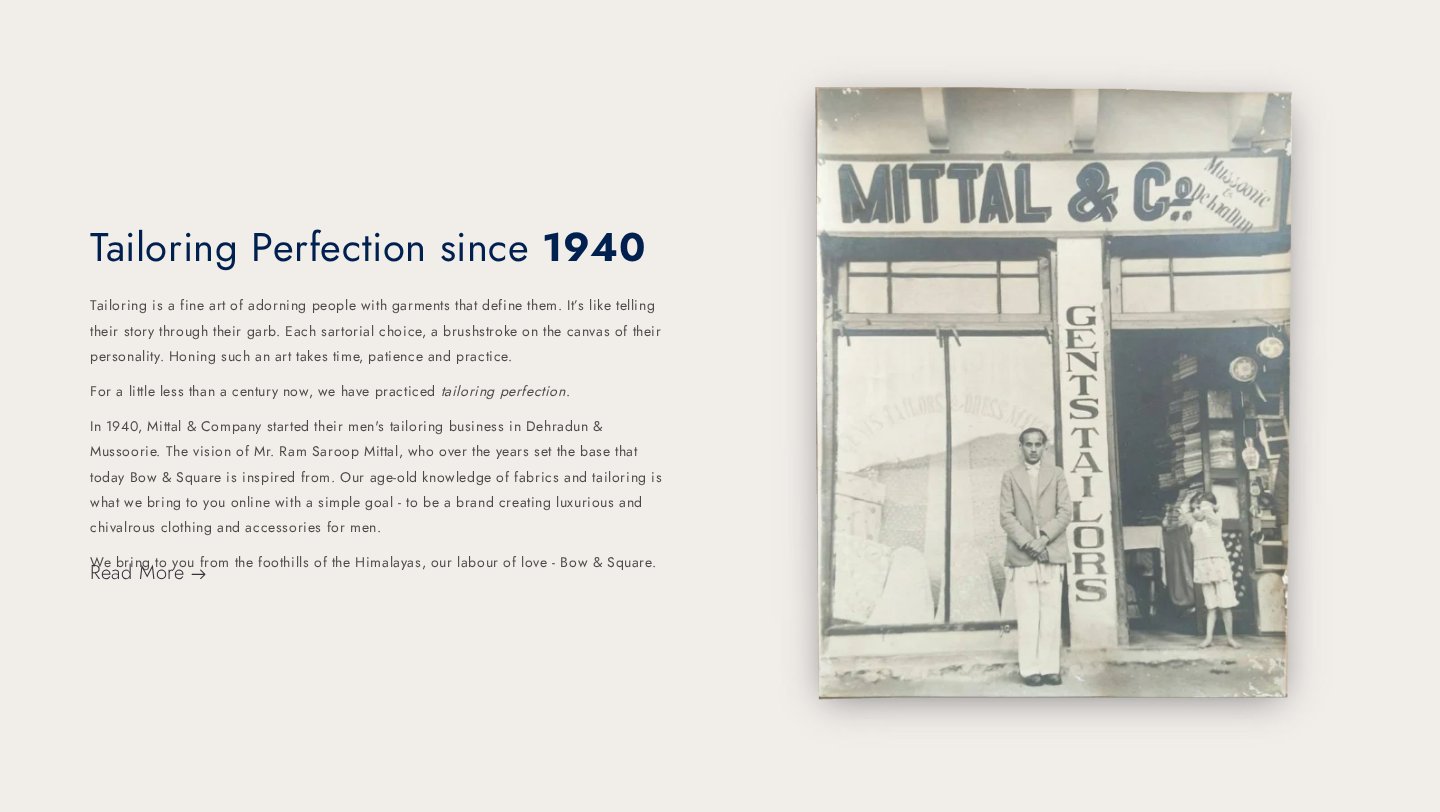 Tailoring Perfection since 1940
Tailoring is a fine art of adorning people with garments that define them. It's like telling
their story through their garb. Each sartorial choice, a brushstroke on the canvas of their
personality. Honing such an art takes time, patience and practice.
For a little less than a century now, we have practiced tailoring perfection.
In 1940, Mittal & Company started their men's tailoring business in Dehradun &
Mussoorie. The vision of Mr. Ram Saroop Mittal, who over the years set the base that
today Bow & Square is inspired from. Our age-old knowledge of fabrics and tailoring is
what we bring to you online with a simple goal - to be a brand creating luxurious and
chivalrous clothing and accessories for men.
We bring to you from the foothills of the Himalayas, our labour of love - Bow & Square.
Read More →
MITTAL & Co.
Mussoorie
&
DehraDun
GENTS TAILORS
TAILORS & DRESS